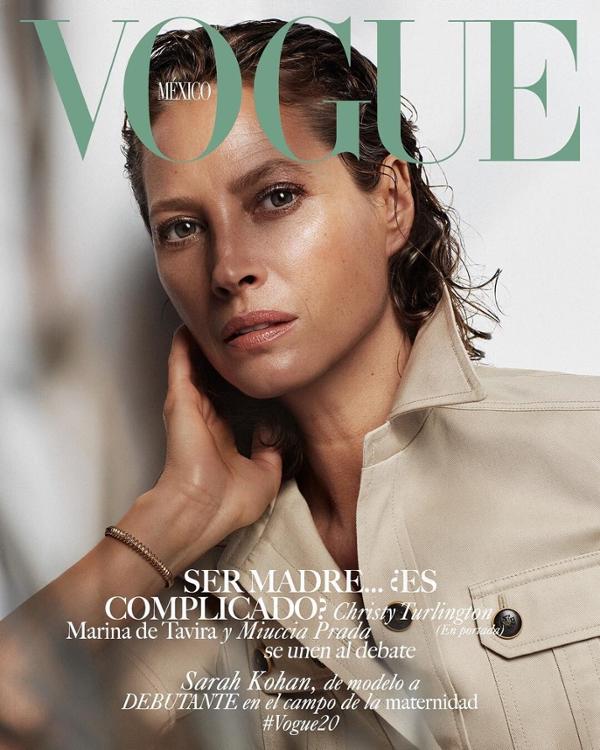 VOGUE
MÉXICO
SER MADRE... ¿ES
COMPLICADO? Christy Turlington
Marina de Tavira y Miuccia Prada (En portada)
se unen al debate
Sarah Kohan, de modelo a
DEBUTANTE en el campo de la maternidad
#Vogue20